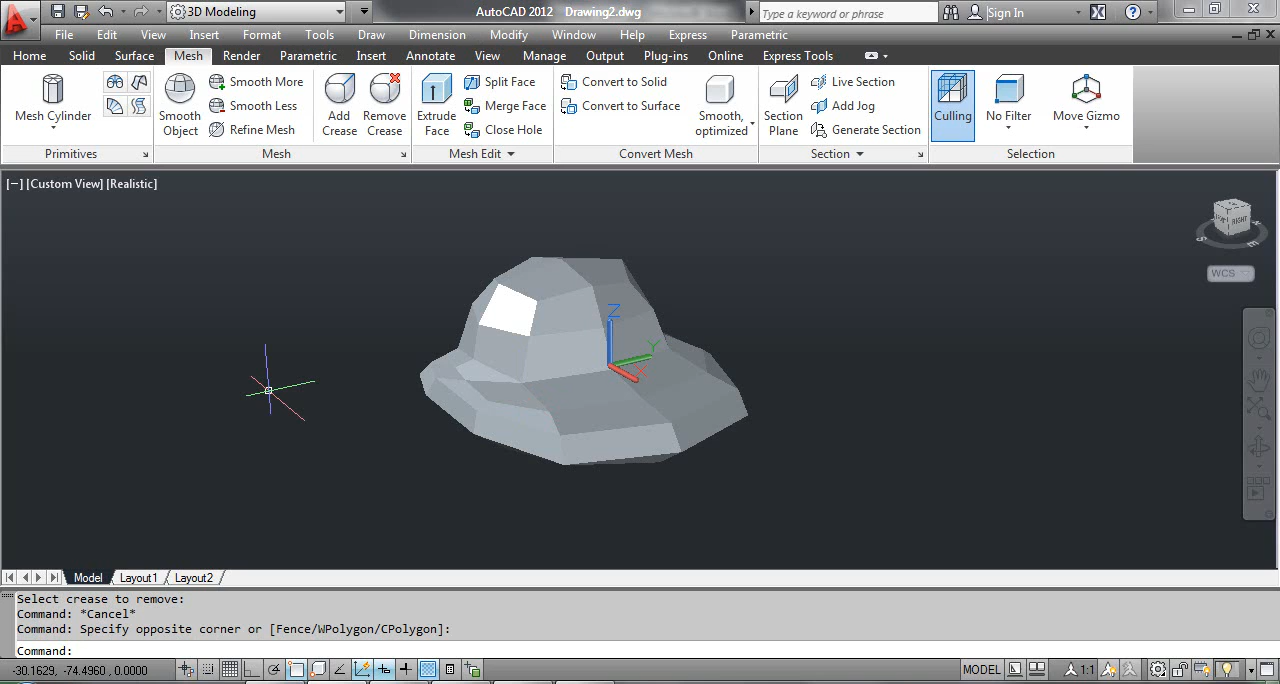 3D Modeling AutoCAD 2012 Drawing2.dwg Type a keyword or phrase Sign In
File Edit View Insert Format Tools Draw Dimension Modify Window Help Express Parametric
Home Solid Surface Mesh Render Parametric Insert Annotate View Manage Output Plug-ins Online Express Tools
Mesh Cylinder
Smooth Object
Smooth More
Smooth Less
Refine Mesh
Add Crease
Remove Crease
Extrude Face
Split Face
Merge Face
Close Hole
Convert to Solid
Convert to Surface
Smooth, optimized
Section Plane
Live Section
Add Jog
Generate Section
Culling
No Filter
Move Gizmo
Primitives Mesh Mesh Edit Convert Mesh Section Selection
[−] [Custom View] [Realistic]
RIGHT
S E
WCS
Z
Y
X
Model Layout1 Layout2
Select crease to remove:
Command: *Cancel*
Command: Specify opposite corner or [Fence/WPolygon/CPolygon]:
Command:
-30.1629, -74.4960 , 0.0000 MODEL 1:1